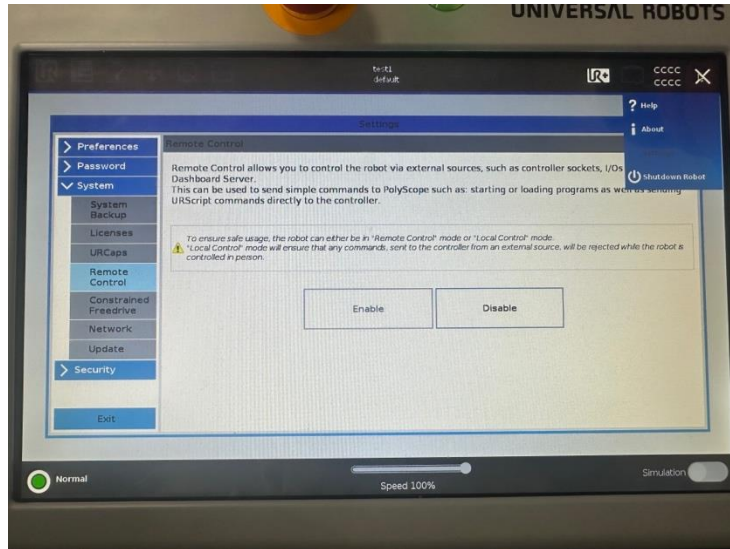 UNIVERSAL ROBOTS
test1
default
UR+
CCCC
CCCC
? Help
i About
Shutdown Robot
Settings
Preferences
Password
System
System
Backup
Licenses
URCaps
Remote
Control
Constrained
Freedrive
Network
Update
Security
Exit
Remote Control
Remote Control allows you to control the robot via external sources, such as controller sockets, I/Os
Dashboard Server.
This can be used to send simple commands to PolyScope such as: starting or loading programs as well as sending
URScript commands directly to the controller.
To ensure safe usage, the robot can either be in "Remote Control" mode or "Local Control" mode.
"Local Control" mode will ensure that any commands, sent to the controller from an external source, will be rejected while the robot is
controlled in person.
Enable
Disable
Normal
Speed 100%
Simulation